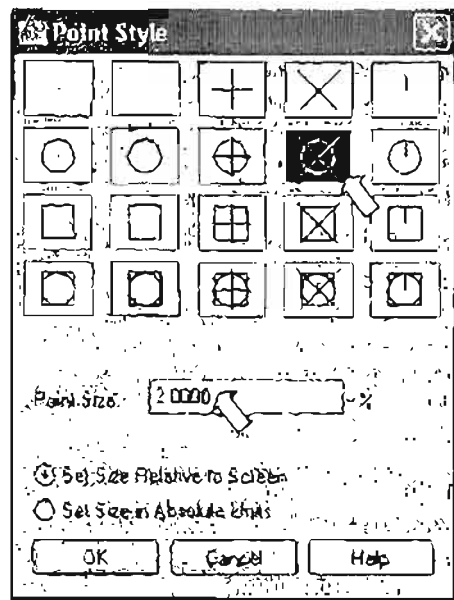 Point Style
Point Size: 2.0000 %
Set Size Relative to Screen
Set Size in Absolute Units
OK Cancel Help